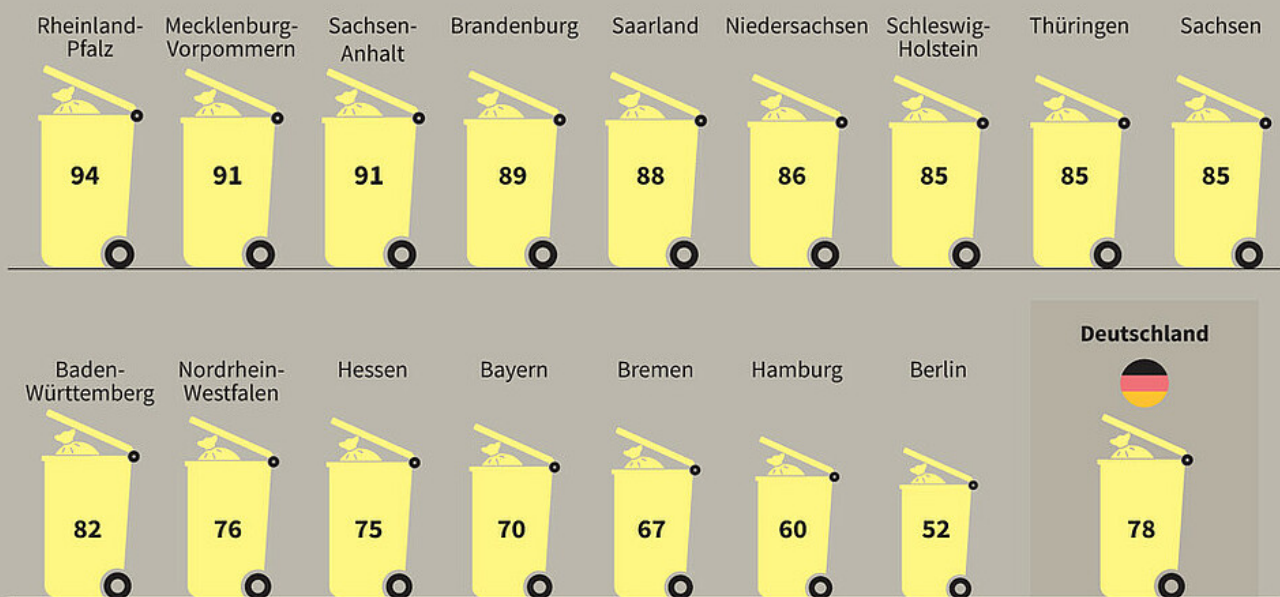 Rheinland-
Pfalz
Mecklenburg-
Vorpommern
Sachsen-
Anhalt
Brandenburg
Saarland
Niedersachsen
Schleswig-
Holstein
Thüringen
Sachsen
94
91
91
89
88
86
85
85
85
Baden-
Württemberg
Nordrhein-
Westfalen
Hessen
Bayern
Bremen
Hamburg
Berlin
Deutschland
82
76
75
70
67
60
52
78